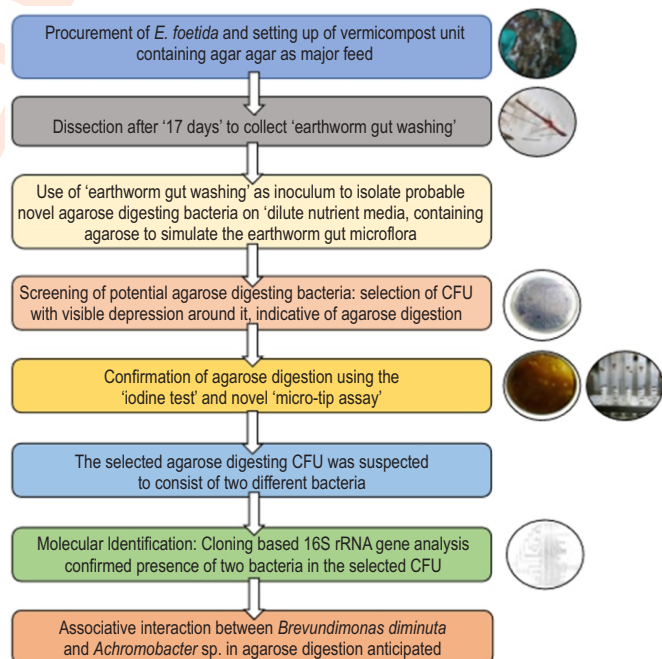 Procurement of E. foetida and setting up of vermicompost unit
containing agar agar as major feed
Dissection after ‘17 days’ to collect ‘earthworm gut washing’
Use of ‘earthworm gut washing’ as inoculum to isolate probable
novel agarose digesting bacteria on ‘dilute nutrient media, containing
agarose to simulate the earthworm gut microflora
Screening of potential agarose digesting bacteria: selection of CFU
with visible depression around it, indicative of agarose digestion
Confirmation of agarose digestion using the
‘iodine test’ and novel ‘micro-tip assay’
The selected agarose digesting CFU was suspected
to consist of two different bacteria
Molecular Identification: Cloning based 16S rRNA gene analysis
confirmed presence of two bacteria in the selected CFU
Associative interaction between Brevundimonas diminuta
and Achromobacter sp. in agarose digestion anticipated